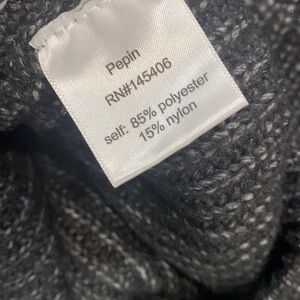 Pepin
RN#145406
self: 85% polyester
15% nylon